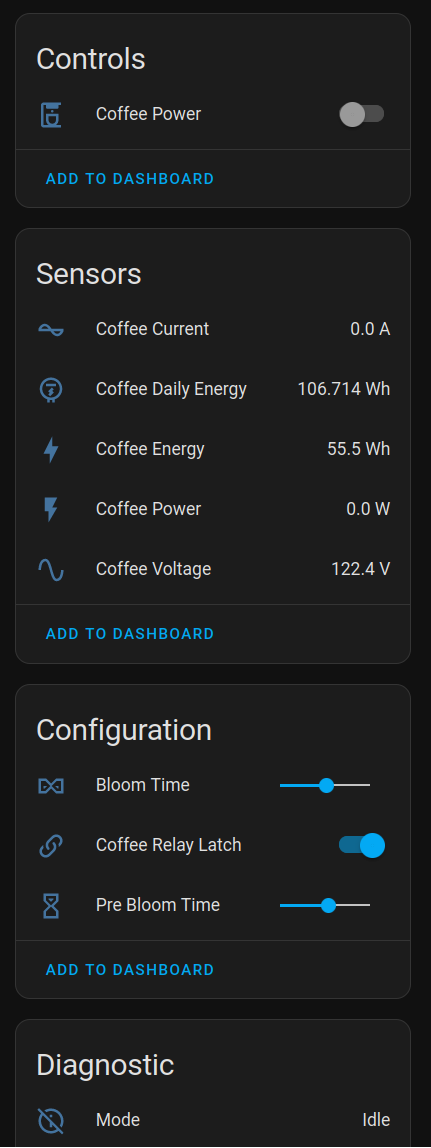 Controls
Coffee Power
ADD TO DASHBOARD
Sensors
Coffee Current 0.0 A
Coffee Daily Energy 106.714 Wh
Coffee Energy 55.5 Wh
Coffee Power 0.0 W
Coffee Voltage 122.4 V
ADD TO DASHBOARD
Configuration
Bloom Time
Coffee Relay Latch
Pre Bloom Time
ADD TO DASHBOARD
Diagnostic
Mode Idle